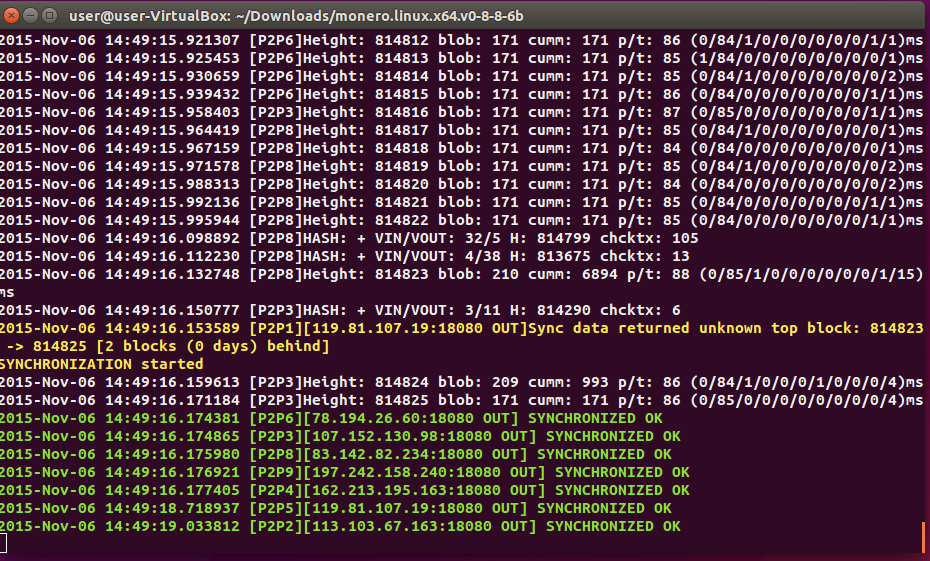 user@user-VirtualBox: ~/Downloads/monero.linux.x64.v0-8-8-6b
2015-Nov-06 14:49:15.921307 [P2P6]Height: 814812 blob: 171 cumm: 171 p/t: 86 (0/84/1/0/0/0/0/0/0/1/1)ms
2015-Nov-06 14:49:15.925453 [P2P6]Height: 814813 blob: 171 cumm: 171 p/t: 85 (1/84/0/0/0/0/0/0/0/0/1)ms
2015-Nov-06 14:49:15.930659 [P2P6]Height: 814814 blob: 171 cumm: 171 p/t: 85 (0/84/1/0/0/0/0/0/0/0/2)ms
2015-Nov-06 14:49:15.939432 [P2P6]Height: 814815 blob: 171 cumm: 171 p/t: 86 (0/84/0/0/0/0/0/0/0/1/1)ms
2015-Nov-06 14:49:15.958403 [P2P3]Height: 814816 blob: 171 cumm: 171 p/t: 87 (0/85/0/0/0/0/0/0/0/1/1)ms
2015-Nov-06 14:49:15.964419 [P2P8]Height: 814817 blob: 171 cumm: 171 p/t: 85 (0/84/1/0/0/0/0/0/0/0/1)ms
2015-Nov-06 14:49:15.967159 [P2P8]Height: 814818 blob: 171 cumm: 171 p/t: 84 (0/84/0/0/0/0/0/0/0/0/1)ms
2015-Nov-06 14:49:15.971578 [P2P8]Height: 814819 blob: 171 cumm: 171 p/t: 85 (0/84/1/0/0/0/0/0/0/0/2)ms
2015-Nov-06 14:49:15.988313 [P2P8]Height: 814820 blob: 171 cumm: 171 p/t: 84 (0/84/0/0/0/0/0/0/0/0/2)ms
2015-Nov-06 14:49:15.992136 [P2P8]Height: 814821 blob: 171 cumm: 171 p/t: 85 (0/84/0/0/0/0/0/0/0/1/1)ms
2015-Nov-06 14:49:15.995944 [P2P8]Height: 814822 blob: 171 cumm: 171 p/t: 85 (0/84/0/0/0/0/0/0/0/1/1)ms
2015-Nov-06 14:49:16.098892 [P2P8]HASH: + VIN/VOUT: 32/5 H: 814799 chcktx: 105
2015-Nov-06 14:49:16.112230 [P2P8]HASH: + VIN/VOUT: 4/38 H: 813675 chcktx: 13
2015-Nov-06 14:49:16.132748 [P2P8]Height: 814823 blob: 210 cumm: 6894 p/t: 88 (0/85/1/0/0/0/0/0/0/1/15)
ms
2015-Nov-06 14:49:16.150777 [P2P3]HASH: + VIN/VOUT: 3/11 H: 814290 chcktx: 6
2015-Nov-06 14:49:16.153589 [P2P1][119.81.107.19:18080 OUT]Sync data returned unknown top block: 814823
-> 814825 [2 blocks (0 days) behind]
SYNCHRONIZATION started
2015-Nov-06 14:49:16.159613 [P2P3]Height: 814824 blob: 209 cumm: 993 p/t: 86 (0/84/1/0/0/0/1/0/0/0/4)ms
2015-Nov-06 14:49:16.171184 [P2P3]Height: 814825 blob: 171 cumm: 171 p/t: 86 (0/85/0/0/0/0/0/0/0/0/4)ms
2015-Nov-06 14:49:16.174381 [P2P6][78.194.26.60:18080 OUT] SYNCHRONIZED OK
2015-Nov-06 14:49:16.174865 [P2P3][107.152.130.98:18080 OUT] SYNCHRONIZED OK
2015-Nov-06 14:49:16.175980 [P2P8][83.142.82.234:18080 OUT] SYNCHRONIZED OK
2015-Nov-06 14:49:16.176921 [P2P9][197.242.158.240:18080 OUT] SYNCHRONIZED OK
2015-Nov-06 14:49:16.177405 [P2P4][162.213.195.163:18080 OUT] SYNCHRONIZED OK
2015-Nov-06 14:49:18.718937 [P2P5][119.81.107.19:18080 OUT] SYNCHRONIZED OK
2015-Nov-06 14:49:19.033812 [P2P2][113.103.67.163:18080 OUT] SYNCHRONIZED OK